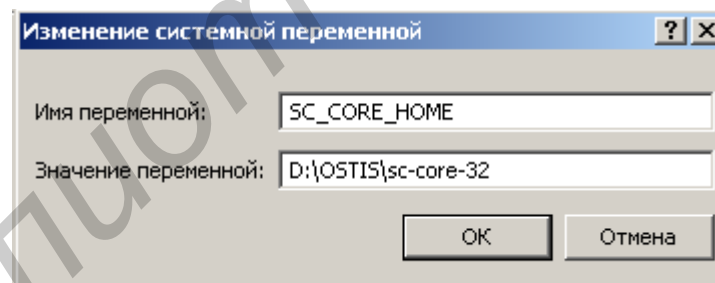 Изменение системной переменной
Имя переменной: SC_CORE_HOME
Значение переменной: D:\OSTIS\sc-core-32
OK Отмена